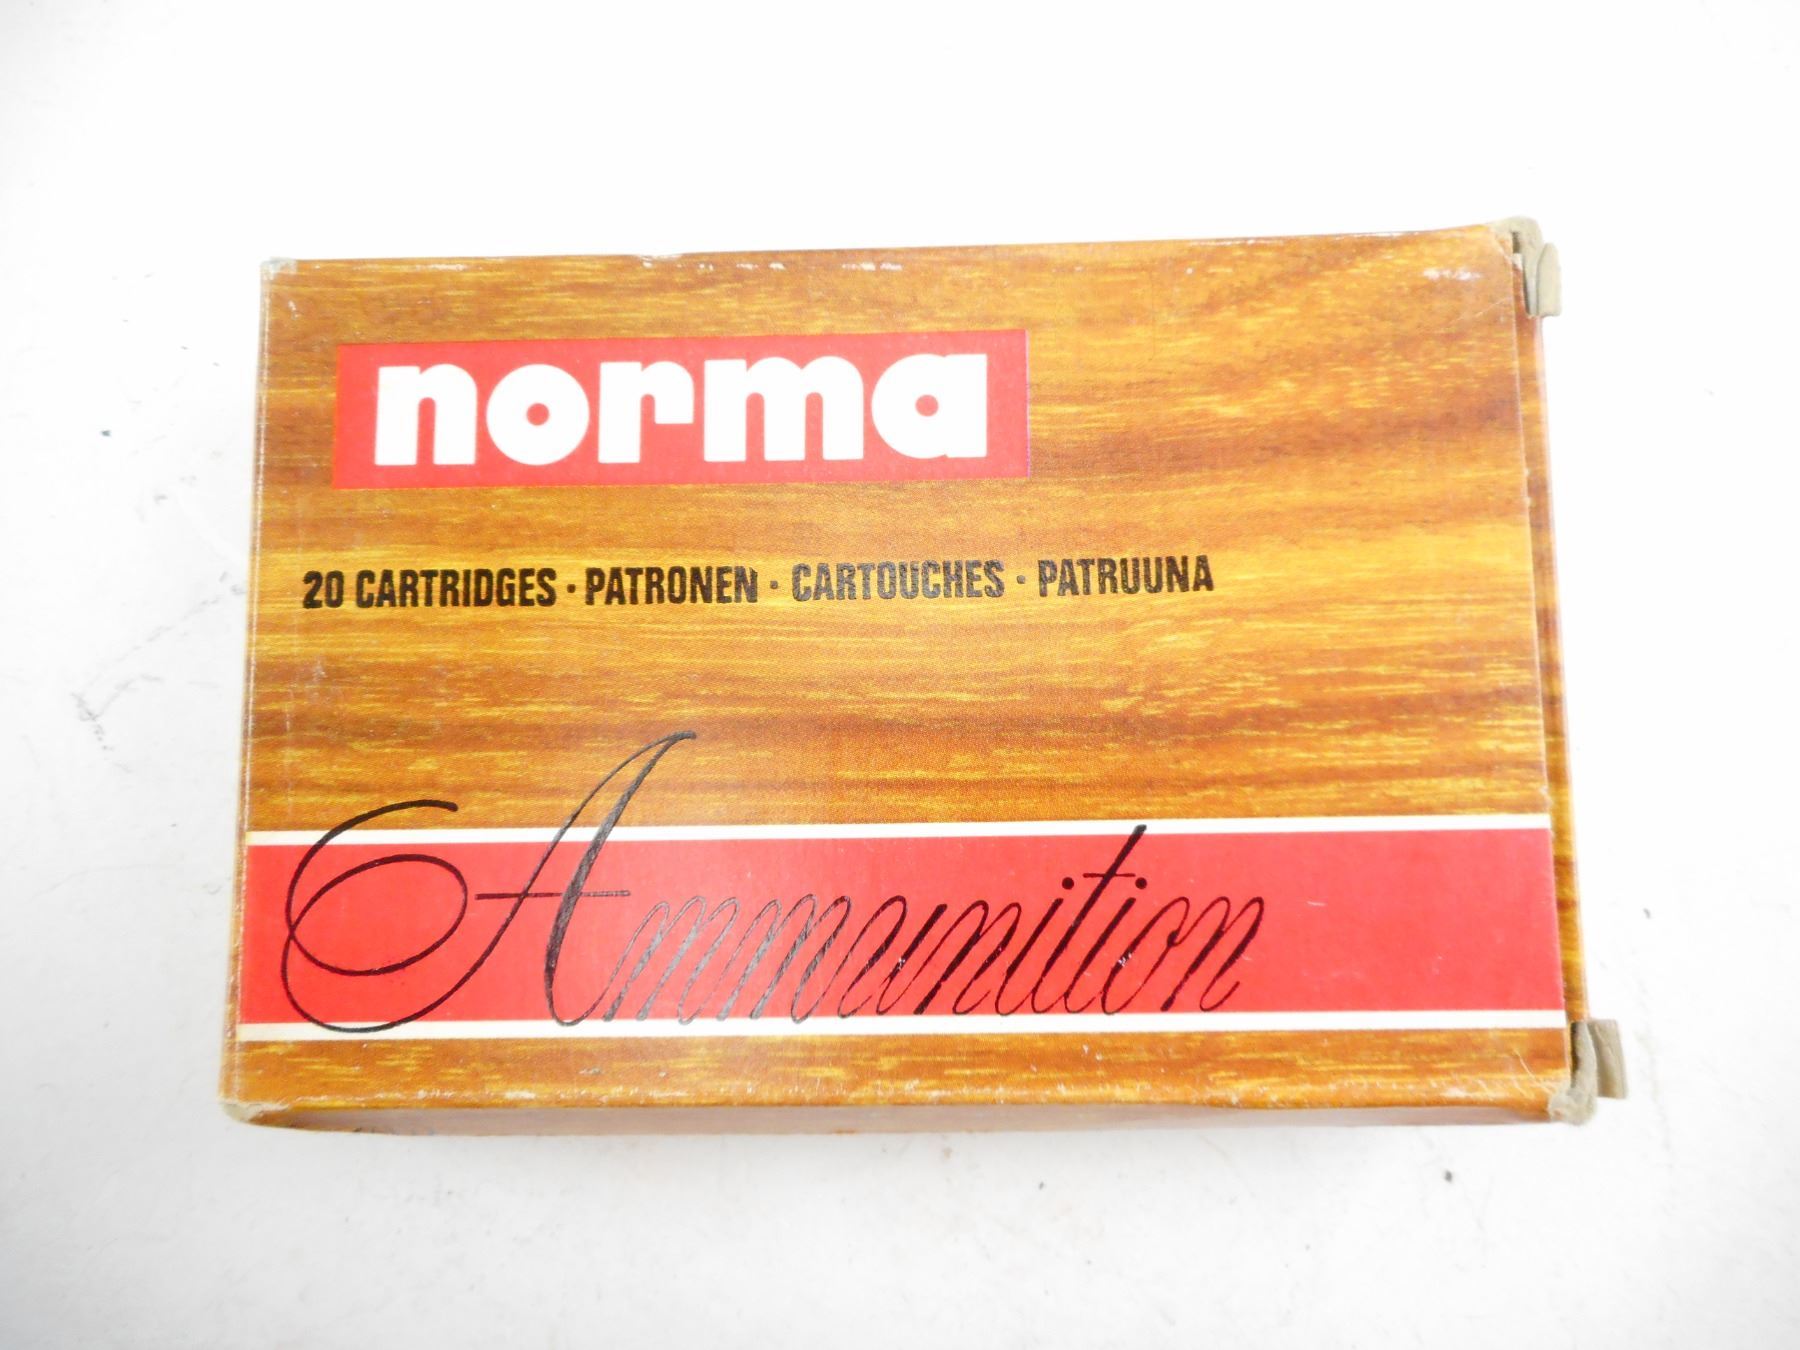 norma
20 CARTRIDGES · PATRONEN · CARTOUCHES · PATRUUNA
Ammunition